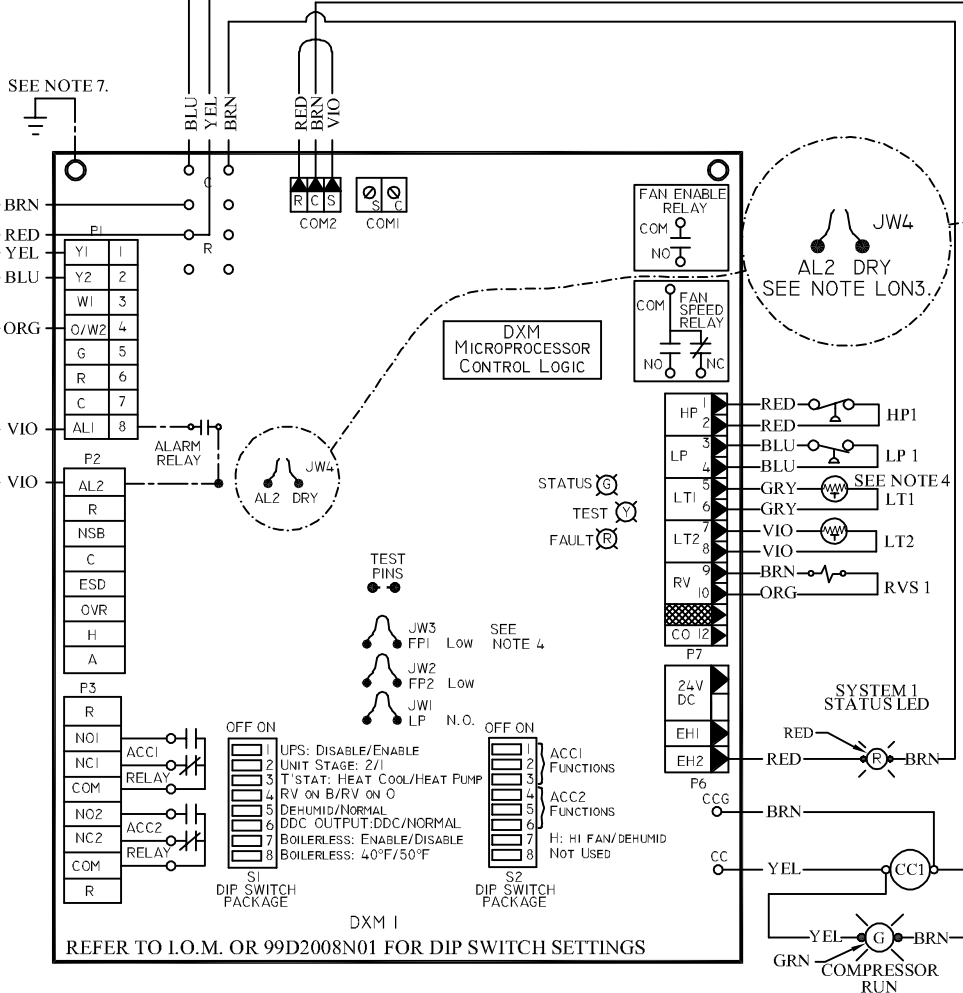 SEE NOTE 7.
BLU
YEL
BRN
RED
BRN
VIO
BRN
RED
YEL
BLU
ORG
VIO
VIO
C
R
R C S
COM2
S C
COM1
P1
Y1 1
Y2 2
W1 3
O/W2 4
G 5
R 6
C 7
AL1 8
ALARM
RELAY
P2
AL2
R
NSB
C
ESD
OVR
H
A
P3
R
NO1
NC1
COM
NO2
NC2
COM
R
ACC1
RELAY
ACC2
RELAY
FAN ENABLE
RELAY
COM
NO
COM
FAN
SPEED
RELAY
NO
NC
JW4
AL2 DRY
SEE NOTE LON3.
DXM
MICROPROCESSOR
CONTROL LOGIC
JW4
AL2 DRY
STATUS G
TEST Y
FAULT R
TEST
PINS
JW3
FP1 LOW
SEE
NOTE 4
JW2
FP2 LOW
JW1
LP N.O.
HP 1
2
LP 3
4
LT1 5
6
LT2 7
8
RV 9
10
CO 12
P7
24V
DC
EH1
EH2
P6
RED
RED
HP1
BLU
BLU
LP 1
SEE NOTE 4
GRY
GRY
LT1
VIO
VIO
LT2
BRN
ORG
RVS 1
SYSTEM 1
STATUS LED
RED
RED
R
BRN
CCG
BRN
CC
YEL
CC1
YEL
G
BRN
GRN
COMPRESSOR
RUN
OFF ON
1 UPS: DISABLE/ENABLE
2 UNIT STAGE: 2/1
3 T'STAT: HEAT COOL/HEAT PUMP
4 RV ON B/RV ON O
5 DEHUMID/NORMAL
6 DDC OUTPUT:DDC/NORMAL
7 BOILERLESS: ENABLE/DISABLE
8 BOILERLESS: 40°F/50°F
S1
DIP SWITCH
PACKAGE
OFF ON
1
2
3
4
5
6
7
8
ACC1
FUNCTIONS
ACC2
FUNCTIONS
H: HI FAN/DEHUMID
NOT USED
S2
DIP SWITCH
PACKAGE
DXM 1
REFER TO I.O.M. OR 99D2008N01 FOR DIP SWITCH SETTINGS